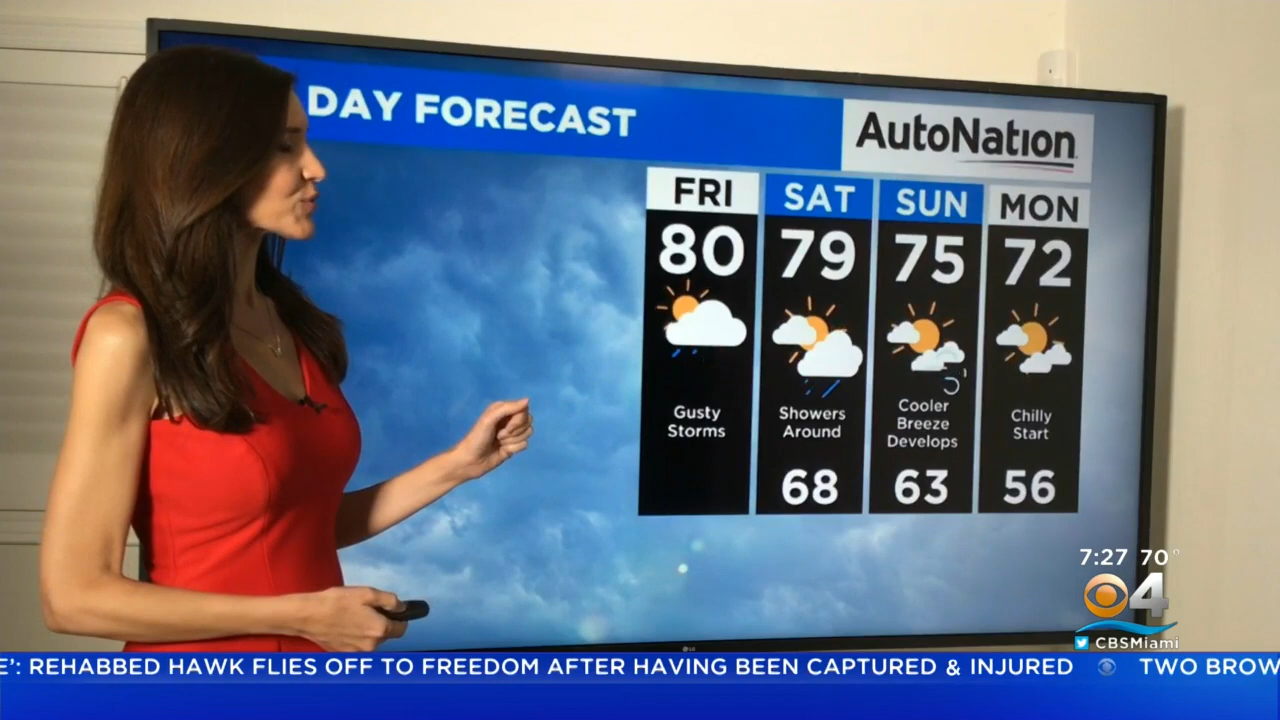 DAY FORECAST
AutoNation
FRI
80
Gusty
Storms
SAT
79
Showers
Around
68
SUN
75
Cooler
Breeze
Develops
63
MON
72
Chilly
Start
56
7:27 70°
4
CBSMiami
LG
E': REHABBED HAWK FLIES OFF TO FREEDOM AFTER HAVING BEEN CAPTURED & INJURED TWO BROW